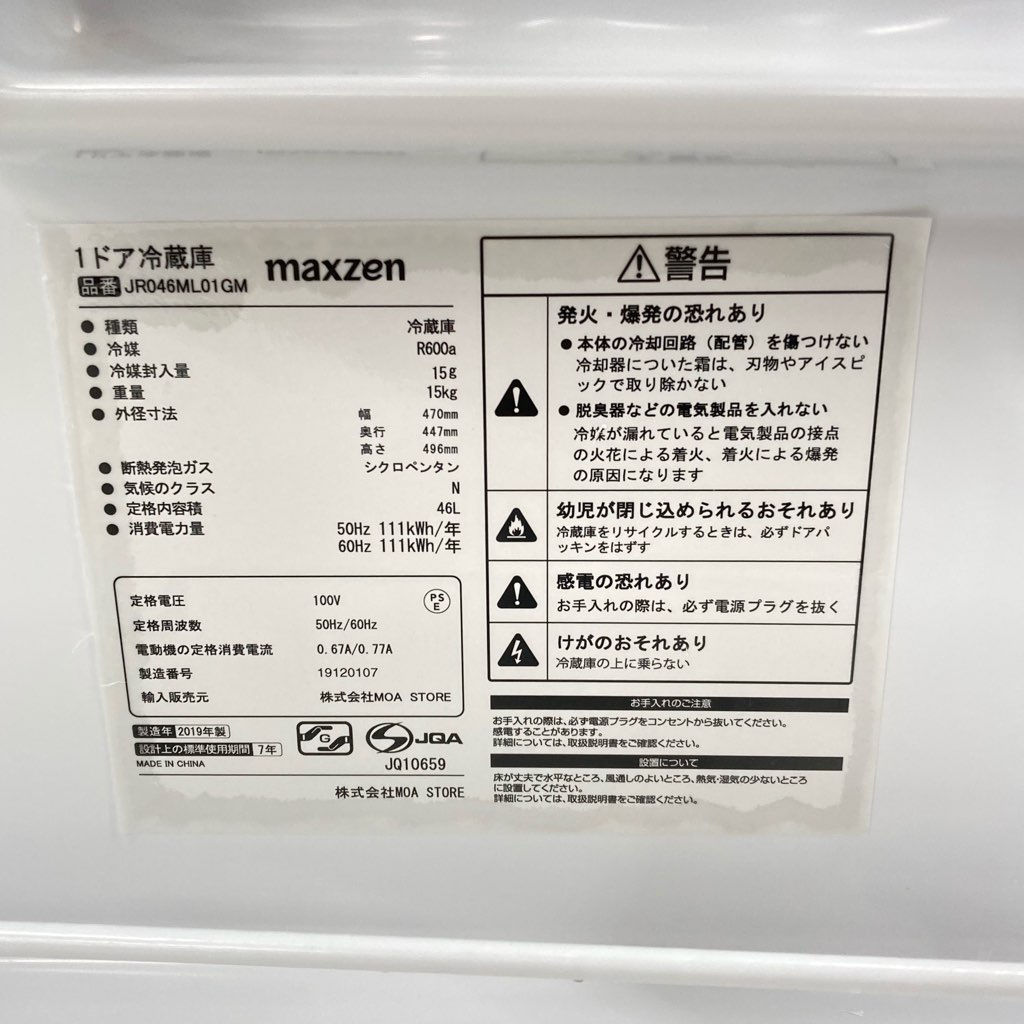 1ドア冷蔵庫
maxzen
品番 JR046ML01GM
● 種類 冷蔵庫
● 冷媒 R600a
● 冷媒封入量 15g
● 重量 15kg
● 外径寸法 幅 470mm
奥行 447mm
高さ 496mm
● 断熱発泡ガス シクロペンタン
● 気候のクラス N
● 定格内容積 46L
● 消費電力量 50Hz 111kWh/年
60Hz 111kWh/年
定格電圧 100V
PS
E
定格周波数 50Hz/60Hz
電動機の定格消費電流 0.67A/0.77A
製造番号 19120107
輸入販売元 株式会社MOA STORE
製造年 2019年製
設計上の標準使用期間 7年
MADE IN CHINA
G
JQA
JQ10659
株式会社MOA STORE
警告
発火・爆発の恐れあり
● 本体の冷却回路（配管）を傷つけない
冷却器についた霜は、刃物やアイスピ
ックで取り除かない
● 脱臭器などの電気製品を入れない
冷媒が漏れていると電気製品の接点
の火花による着火、着火による爆発
の原因になります
幼児が閉じ込められるおそれあり
冷蔵庫をリサイクルするときは、必ずドアパ
ッキンをはずす
感電の恐れあり
お手入れの際は、必ず電源プラグを抜く
けがのおそれあり
冷蔵庫の上に乗らない
お手入れのご注意
お手入れの際は、必ず電源プラグをコンセントから抜いてください。
感電することがあります。
詳細については、取扱説明書をご確認ください。
設置について
床が丈夫で水平なところ、風通しのよいところ、熱気・湿気の少ないところ
に設置してください。
詳細については、取扱説明書をご確認ください。